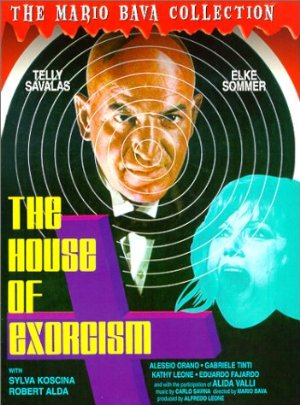 THE MARIO BAVA COLLECTION
TELLY SAVALAS
ELKE SOMMER
THE
HOUSE
OF
EXORCISM
WITH
SYLVA KOSCINA
ROBERT ALDA
ALESSIO ORANO · GABRIELE TINTI
KATHY LEONE · EDUARDO FAJARDO
and with the participation of ALIDA VALLI
music by CARLO SAVINA directed by MARIO BAVA
produced by ALFREDO LEONE